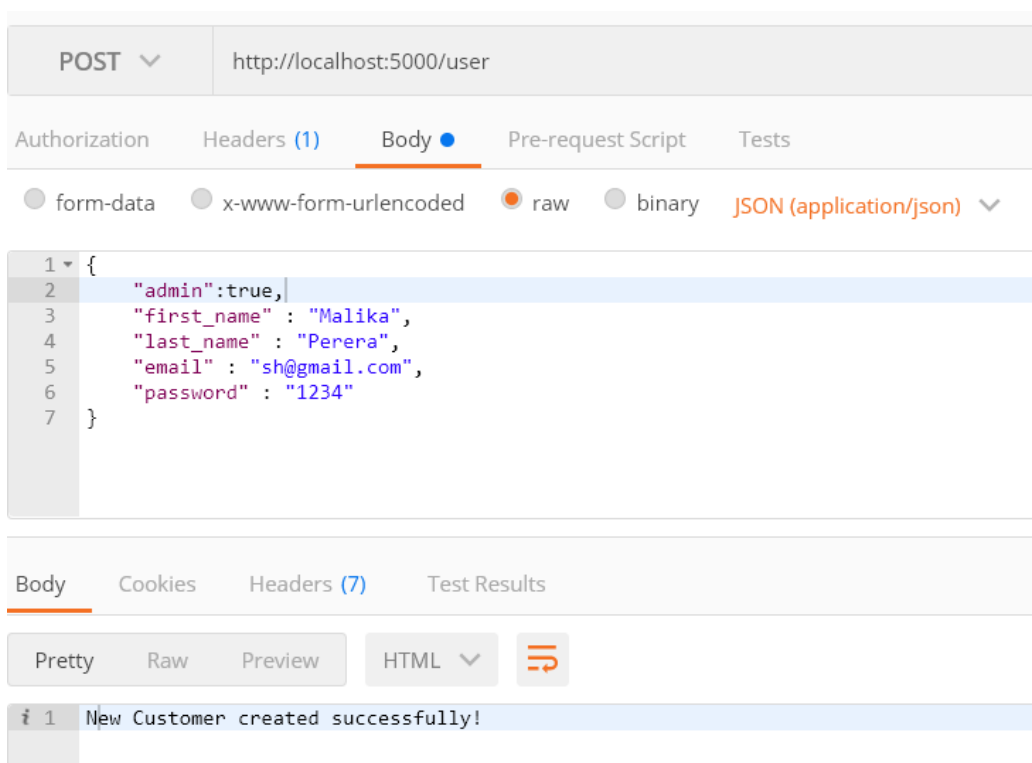 POST http://localhost:5000/user
Authorization Headers (1) Body Pre-request Script Tests
form-data x-www-form-urlencoded raw binary JSON (application/json)
1 {
2 "admin":true,
3 "first_name" : "Malika",
4 "last_name" : "Perera",
5 "email" : "sh@gmail.com",
6 "password" : "1234"
7 }
Body Cookies Headers (7) Test Results
Pretty Raw Preview HTML
i 1 New Customer created successfully!